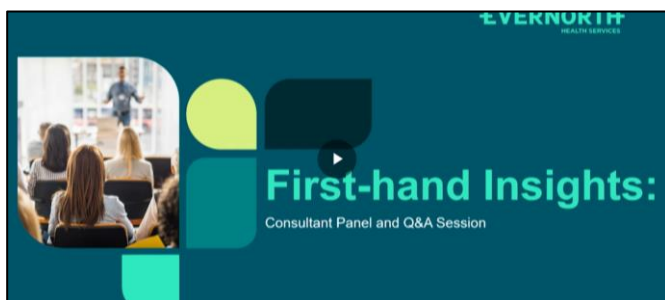 EVERNORTH
HEALTH SERVICES
First-hand Insights:
Consultant Panel and Q&A Session